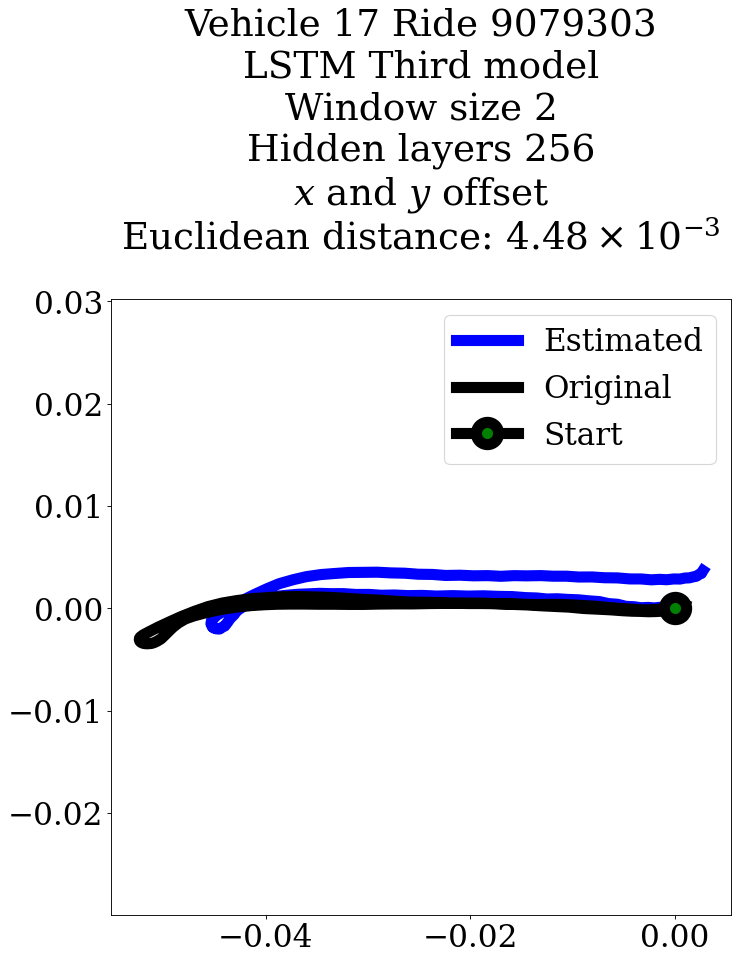 Vehicle 17 Ride 9079303
LSTM Third model
Window size 2
Hidden layers 256
x and y offset
Euclidean distance: 4.48 × 10⁻³
0.03
0.02
0.01
0.00
−0.01
−0.02
Estimated
Original
Start
−0.04
−0.02
0.00